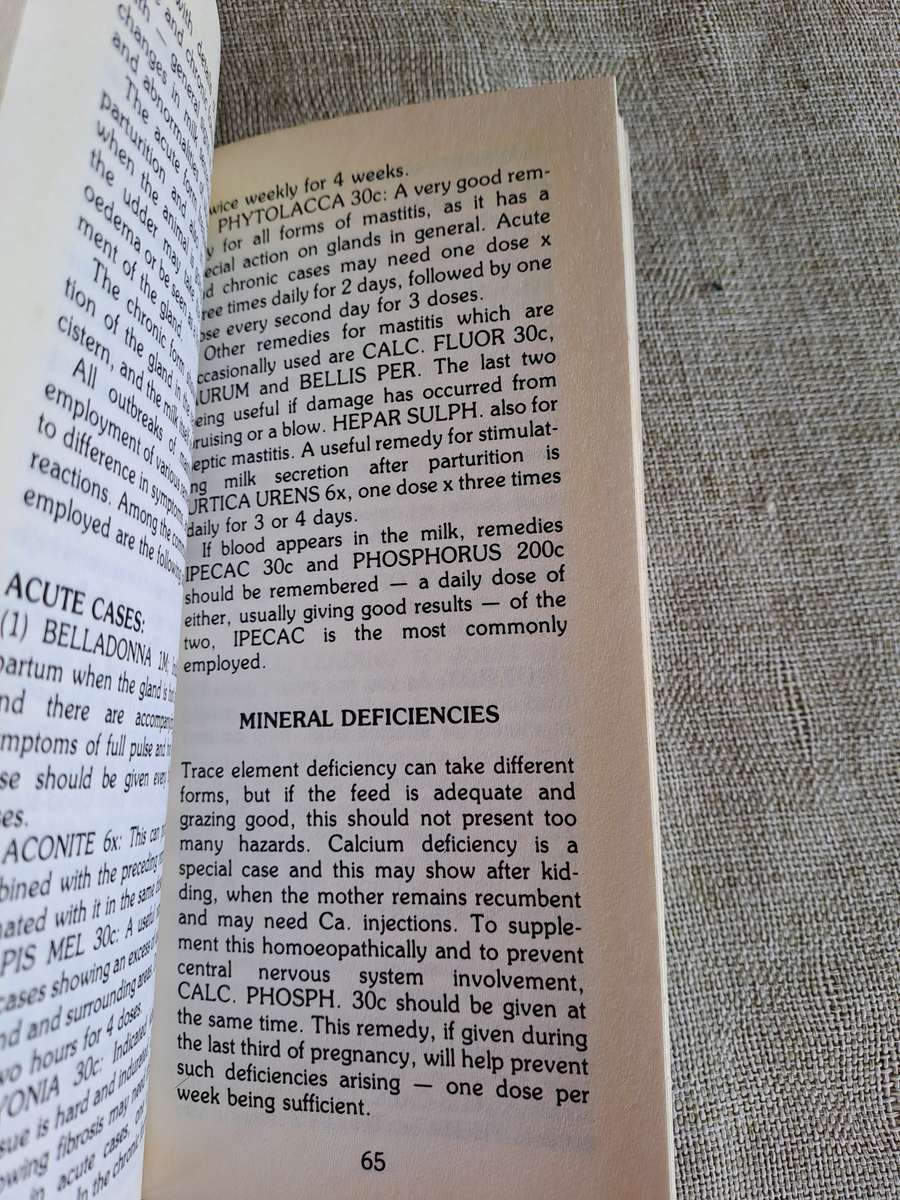 changes in milk
and abnormalities
The acute form
parturition and
when the animal is
the udder may take
oedema or be seen as
ment of the gland.
The chronic form
tion of the gland in the
cistern, and the milk itself
All outbreaks of
employment of various
to difference in symptoms
reactions. Among the
employed are the following
ACUTE CASES:
(1) BELLADONNA 1M:
partum when the gland is
and there are
mptoms of full pulse and
se should be given every
es.
ACONITE 6x: This can
bined with the preceding
nated with it in the same
PIS MEL 30c: A useful
cases showing an excess of
nd and surrounding areas
wo hours for 4 doses.
YONIA 30c: Indicated
sue is hard and
owing fibrosis may need
in acute cases,
In the chronic
wice weekly for 4 weeks.
PHYTOLACCA 30c: A very good rem-
y for all forms of mastitis, as it has a
ecial action on glands in general. Acute
d chronic cases may need one dose x
ree times daily for 2 days, followed by one
ose every second day for 3 doses.
Other remedies for mastitis which are
ccasionally used are CALC. FLUOR 30c,
AURUM and BELLIS PER. The last two
eing useful if damage has occurred from
ruising or a blow. HEPAR SULPH. also for
eptic mastitis. A useful remedy for stimulat-
ng milk secretion after parturition is
URTICA URENS 6x, one dose x three times
daily for 3 or 4 days.
If blood appears in the milk, remedies
IPECAC 30c and PHOSPHORUS 200c
should be remembered — a daily dose of
either, usually giving good results — of the
two, IPECAC is the most commonly
employed.
MINERAL DEFICIENCIES
Trace element deficiency can take different
forms, but if the feed is adequate and
grazing good, this should not present too
many hazards. Calcium deficiency is a
special case and this may show after kid-
ding, when the mother remains recumbent
and may need Ca. injections. To supple-
ment this homoeopathically and to prevent
central nervous system involvement,
CALC. PHOSPH. 30c should be given at
the same time. This remedy, if given during
the last third of pregnancy, will help prevent
such deficiencies arising — one dose per
week being sufficient.
65